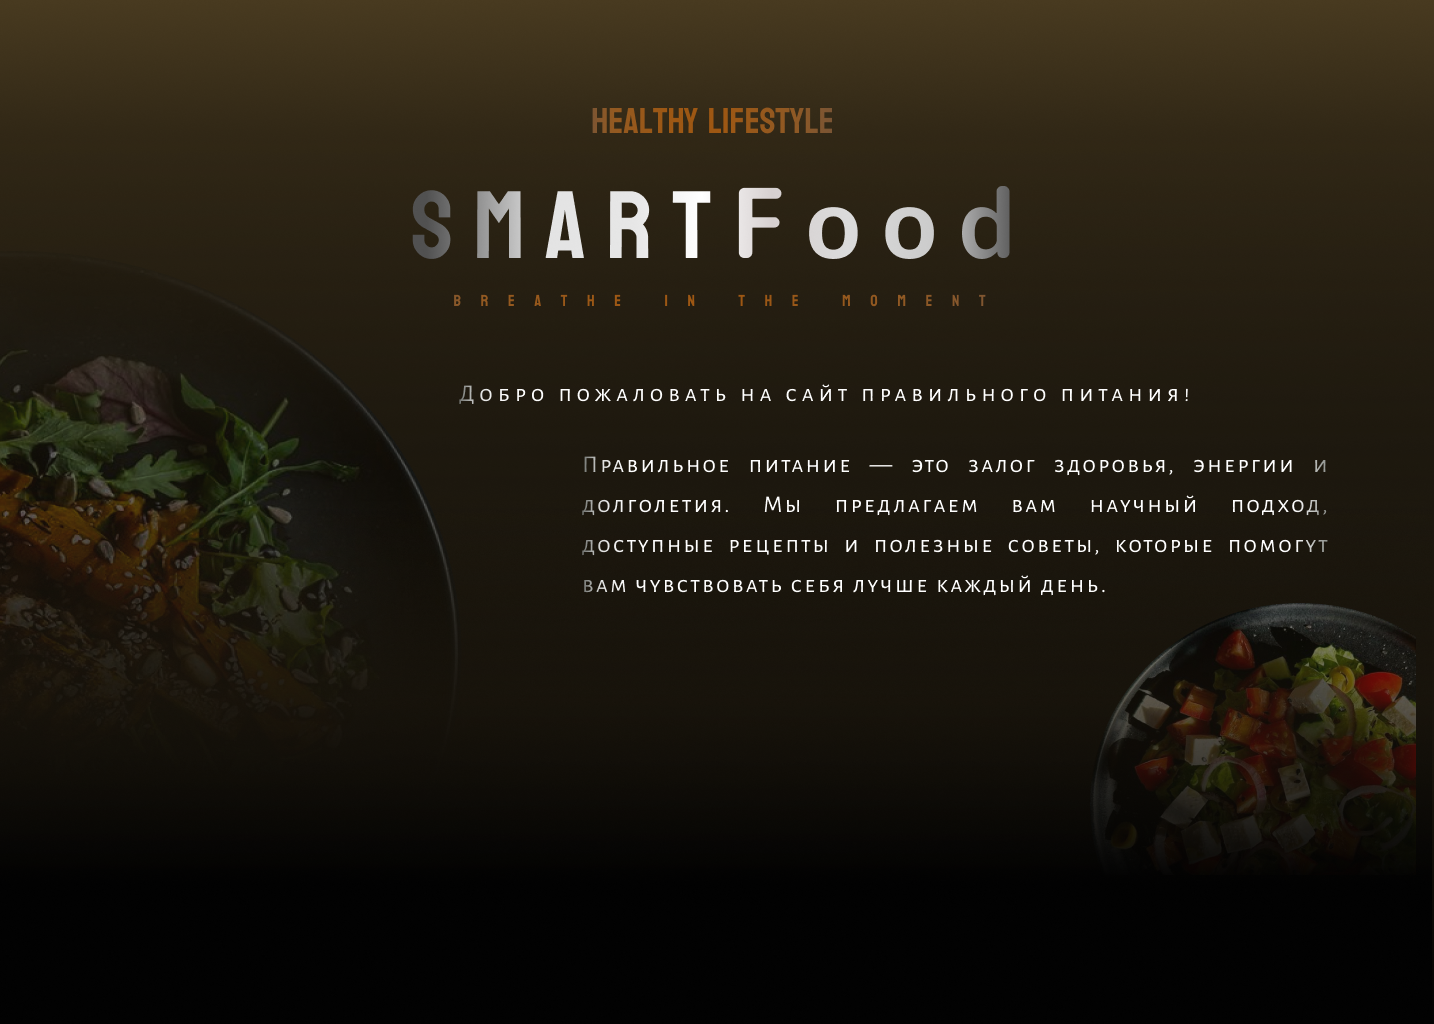 HEALTHY LIFESTYLE
SMARTFood
BREATHE IN THE MOMENT
Добро пожаловать на сайт правильного питания!
Правильное питание — это залог здоровья, энергии и
долголетия. Мы предлагаем вам научный подход,
доступные рецепты и полезные советы, которые помогут
вам чувствовать себя лучше каждый день.